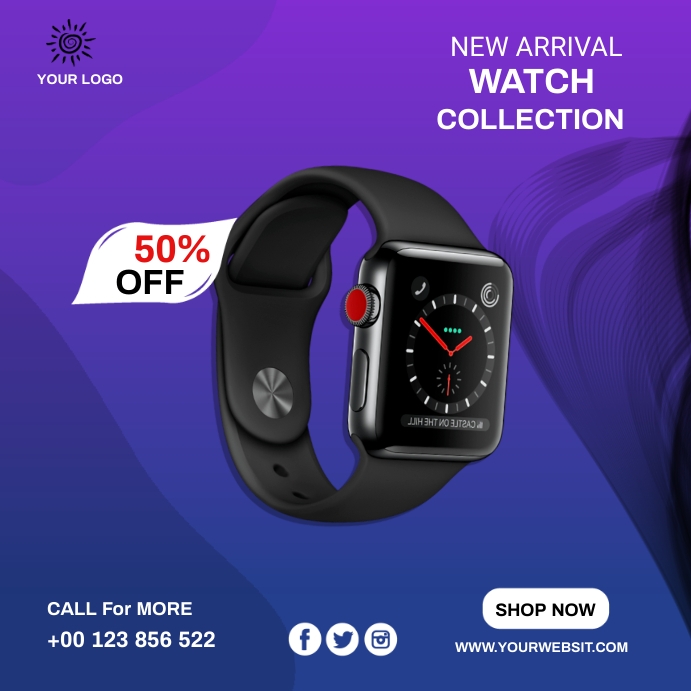 YOUR LOGO
NEW ARRIVAL
WATCH
COLLECTION
50%
OFF
CASTLE ON THE HILL
CALL For MORE
+00 123 856 522
SHOP NOW
WWW.YOURWEBSIT.COM